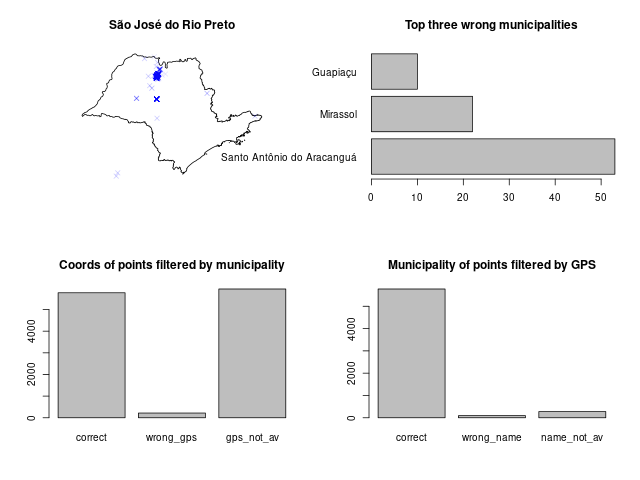 São José do Rio Preto
Top three wrong municipalities
Guapiaçu
Mirassol
Santo Antônio do Aracanguá
0 10 20 30 40 50
Coords of points filtered by municipality
0 2000 4000
correct wrong_gps gps_not_av
Municipality of points filtered by GPS
0 2000 4000
correct wrong_name name_not_av